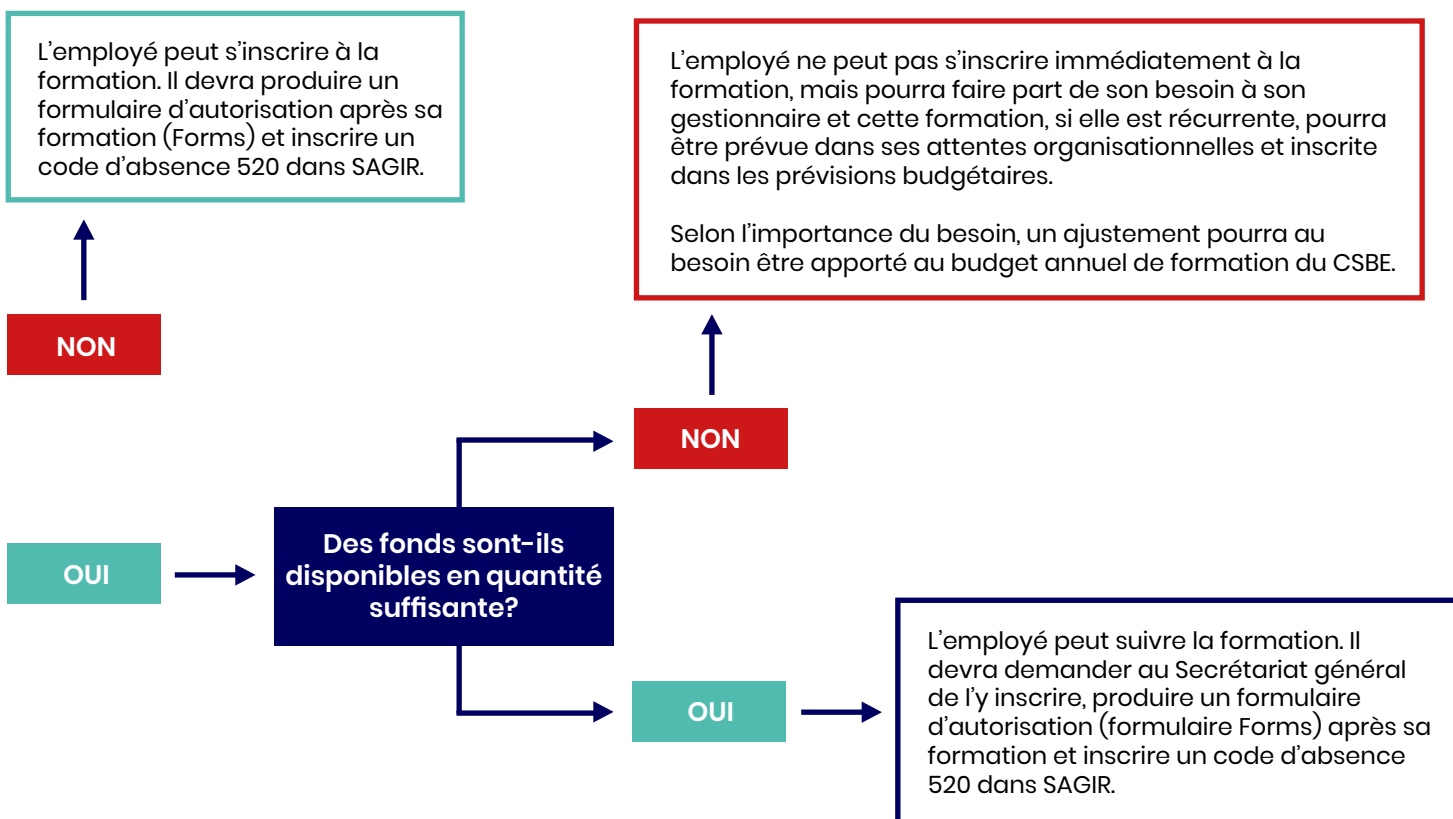 L'employé peut s'inscrire à la
formation. Il devra produire un
formulaire d'autorisation après sa
formation (Forms) et inscrire un
code d'absence 520 dans SAGIR.
L'employé ne peut pas s'inscrire immédiatement à la
formation, mais pourra faire part de son besoin à son
gestionnaire et cette formation, si elle est récurrente, pourra
être prévue dans ses attentes organisationnelles et inscrite
dans les prévisions budgétaires.
Selon l'importance du besoin, un ajustement pourra au
besoin être apporté au budget annuel de formation du CSBE.
NON
NON
OUI
Des fonds sont-ils
disponibles en quantité
suffisante?
OUI
L'employé peut suivre la formation. Il
devra demander au Secrétariat général
de l'y inscrire, produire un formulaire
d'autorisation (formulaire Forms) après sa
formation et inscrire un code d'absence
520 dans SAGIR.